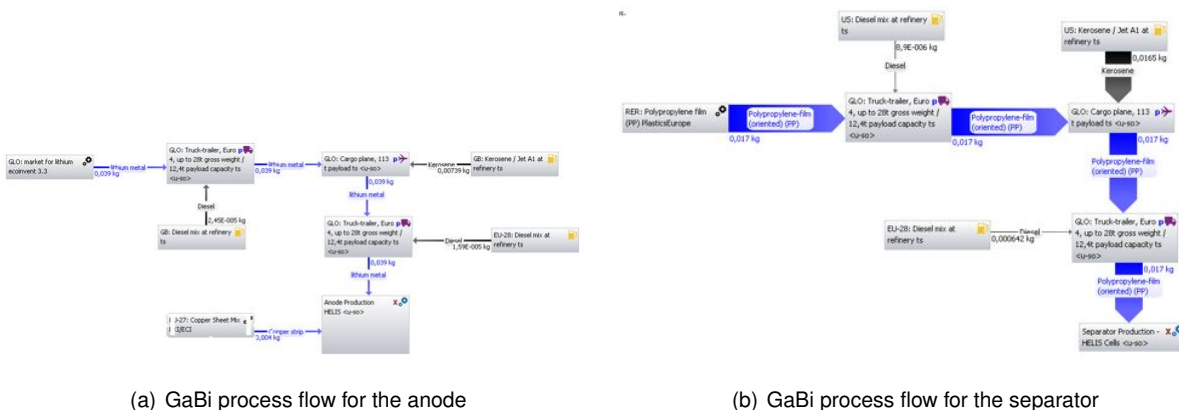 GLO: market for lithium
ecoinvent 3.3
lithium metal
0,039 kg
GLO: Truck-trailer, Euro
4, up to 28t gross weight /
12,4t payload capacity ts
<u-so>
lithium metal
0,039 kg
GLO: Cargo plane, 113
t payload ts <u-so>
Kerosene
0,00739 kg
GB: Kerosene / Jet A1 at
refinery ts
Diesel
2,45E-005 kg
GB: Diesel mix at refinery
ts
0,039 kg
lithium metal
GLO: Truck-trailer, Euro
4, up to 28t gross weight /
12,4t payload capacity ts
<u-so>
Diesel
1,59E-005 kg
EU-28: Diesel mix at
refinery ts
0,039 kg
lithium metal
Anode Production
HELIS <u-so>
Copper Sheet Mix
Copper strip
(a) GaBi process flow for the anode
US: Diesel mix at refinery
ts
8,9E-006 kg
Diesel
US: Kerosene / Jet A1 at
refinery ts
0,0165 kg
Kerosene
RER: Polypropylene film
(PP) PlasticsEurope
Polypropylene-film
(oriented) (PP)
0,017 kg
GLO: Truck-trailer, Euro
4, up to 28t gross weight /
12,4t payload capacity ts
<u-so>
Polypropylene-film
(oriented) (PP)
0,017 kg
GLO: Cargo plane, 113
t payload ts <u-so>
0,017 kg
Polypropylene-film
(oriented) (PP)
EU-28: Diesel mix at
refinery ts
Diesel
0,000642 kg
GLO: Truck-trailer, Euro
4, up to 28t gross weight /
12,4t payload capacity ts
<u-so>
0,017 kg
Polypropylene-film
(oriented) (PP)
Separator Production -
HELIS Cells <u-so>
(b) GaBi process flow for the separator